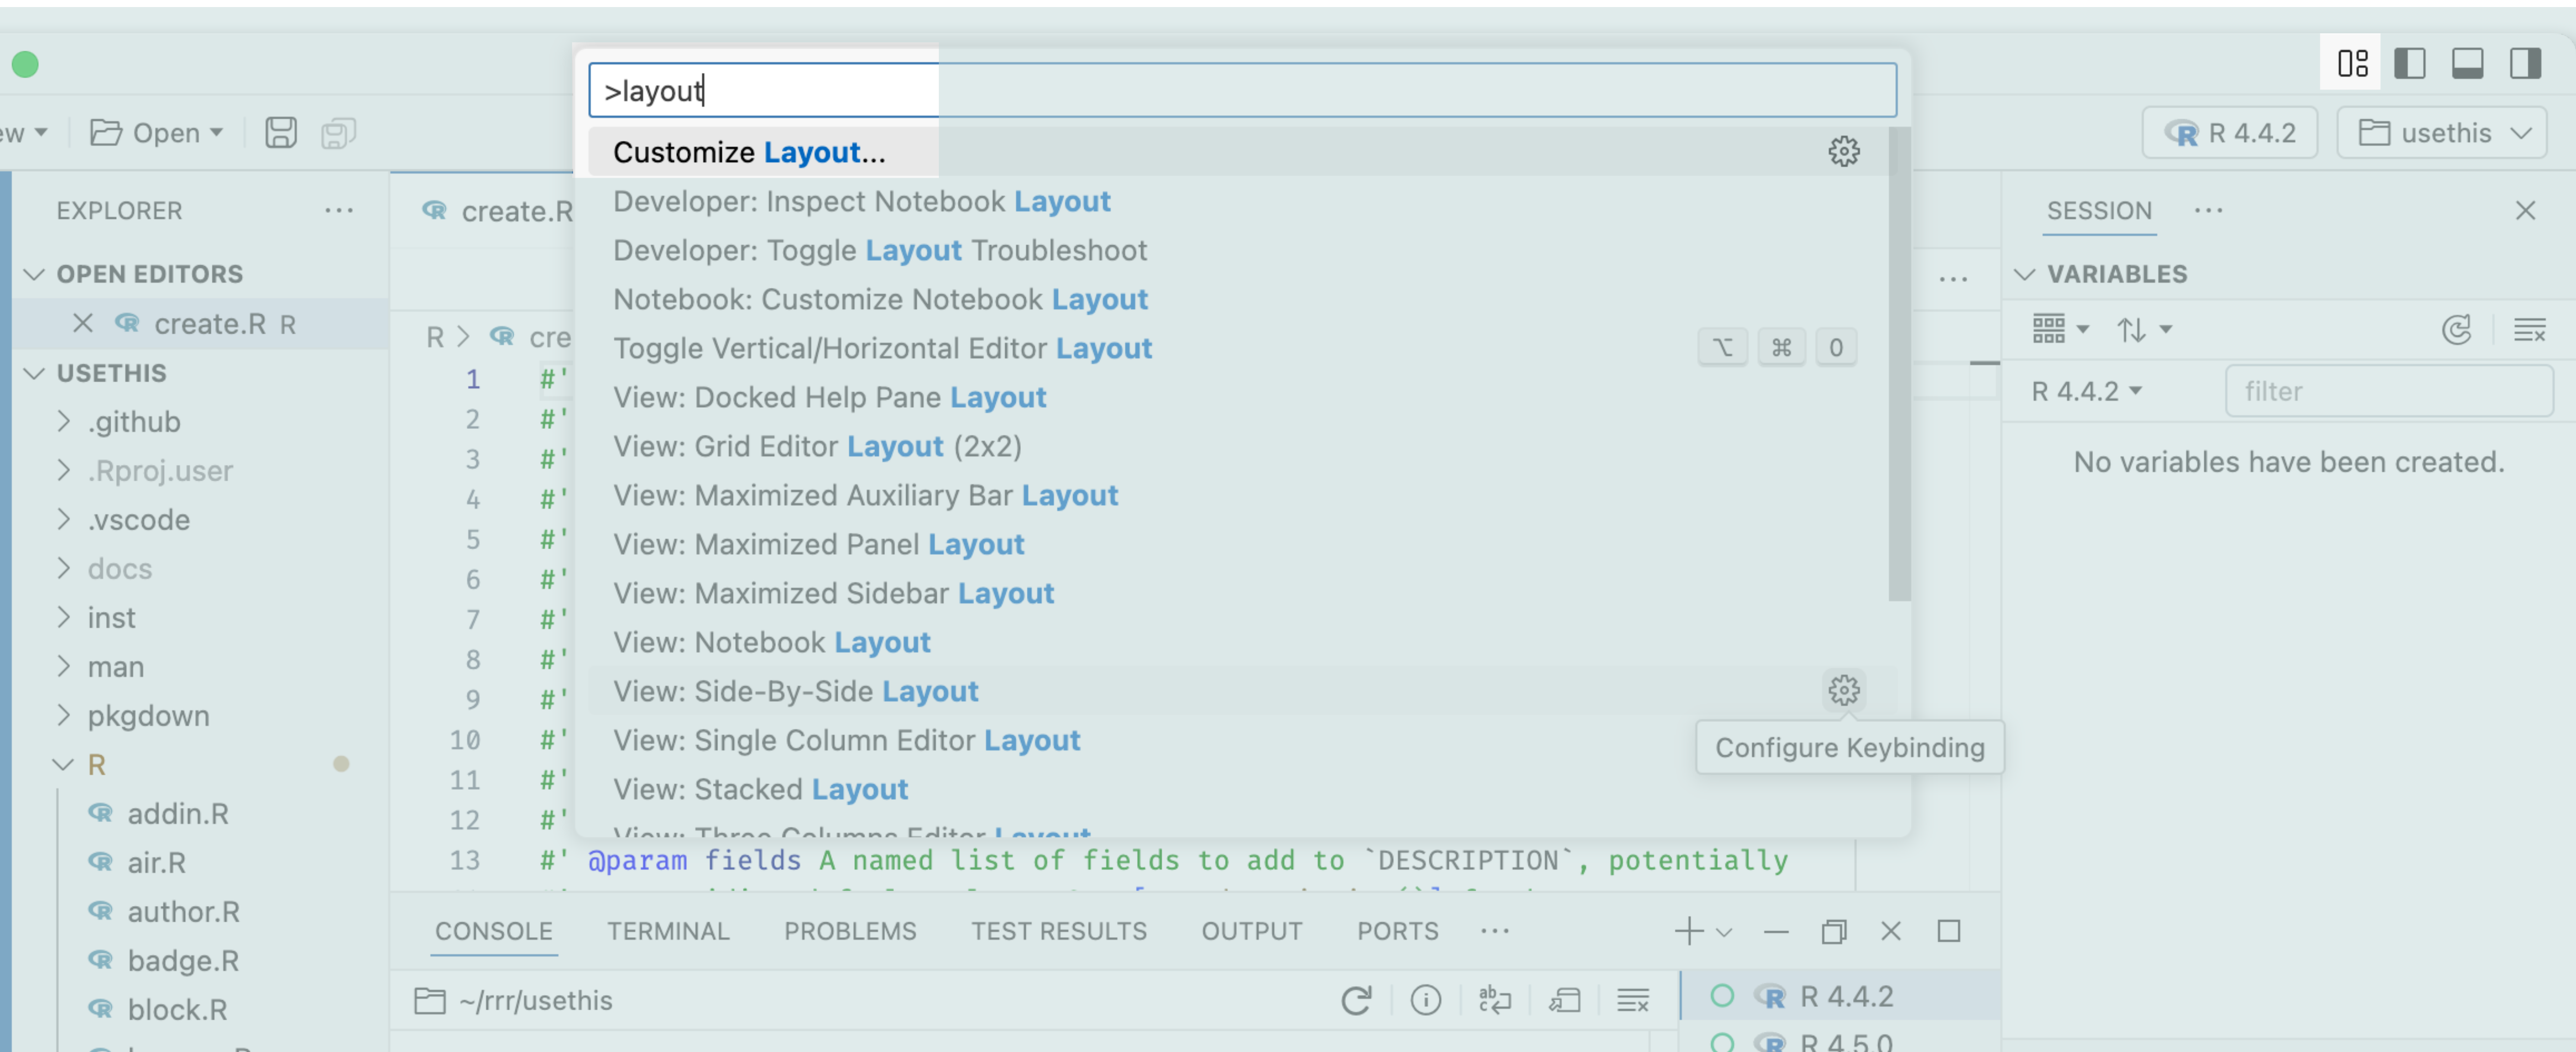 >layout
Customize Layout...
Developer: Inspect Notebook Layout
Developer: Toggle Layout Troubleshoot
Notebook: Customize Notebook Layout
Toggle Vertical/Horizontal Editor Layout ⌥ ⌘ 0
View: Docked Help Pane Layout
View: Grid Editor Layout (2x2)
View: Maximized Auxiliary Bar Layout
View: Maximized Panel Layout
View: Maximized Sidebar Layout
View: Notebook Layout
View: Side-By-Side Layout
Configure Keybinding
View: Single Column Editor Layout
View: Stacked Layout
View: Three Columns Editor Layout
ew Open
R 4.4.2 usethis
EXPLORER ...
OPEN EDITORS
create.R R
USETHIS
.github
.Rproj.user
.vscode
docs
inst
man
pkgdown
R
addin.R
air.R
author.R
badge.R
block.R
create.R
R > cre
1 #'
2 #'
3 #'
4 #'
5 #'
6 #'
7 #'
8 #'
9 #'
10 #'
11 #'
12 #'
13 #' @param fields A named list of fields to add to `DESCRIPTION`, potentially
CONSOLE TERMINAL PROBLEMS TEST RESULTS OUTPUT PORTS ...
~/rrr/usethis
R 4.4.2
R 4.5.0
SESSION ...
VARIABLES
R 4.4.2 filter
No variables have been created.